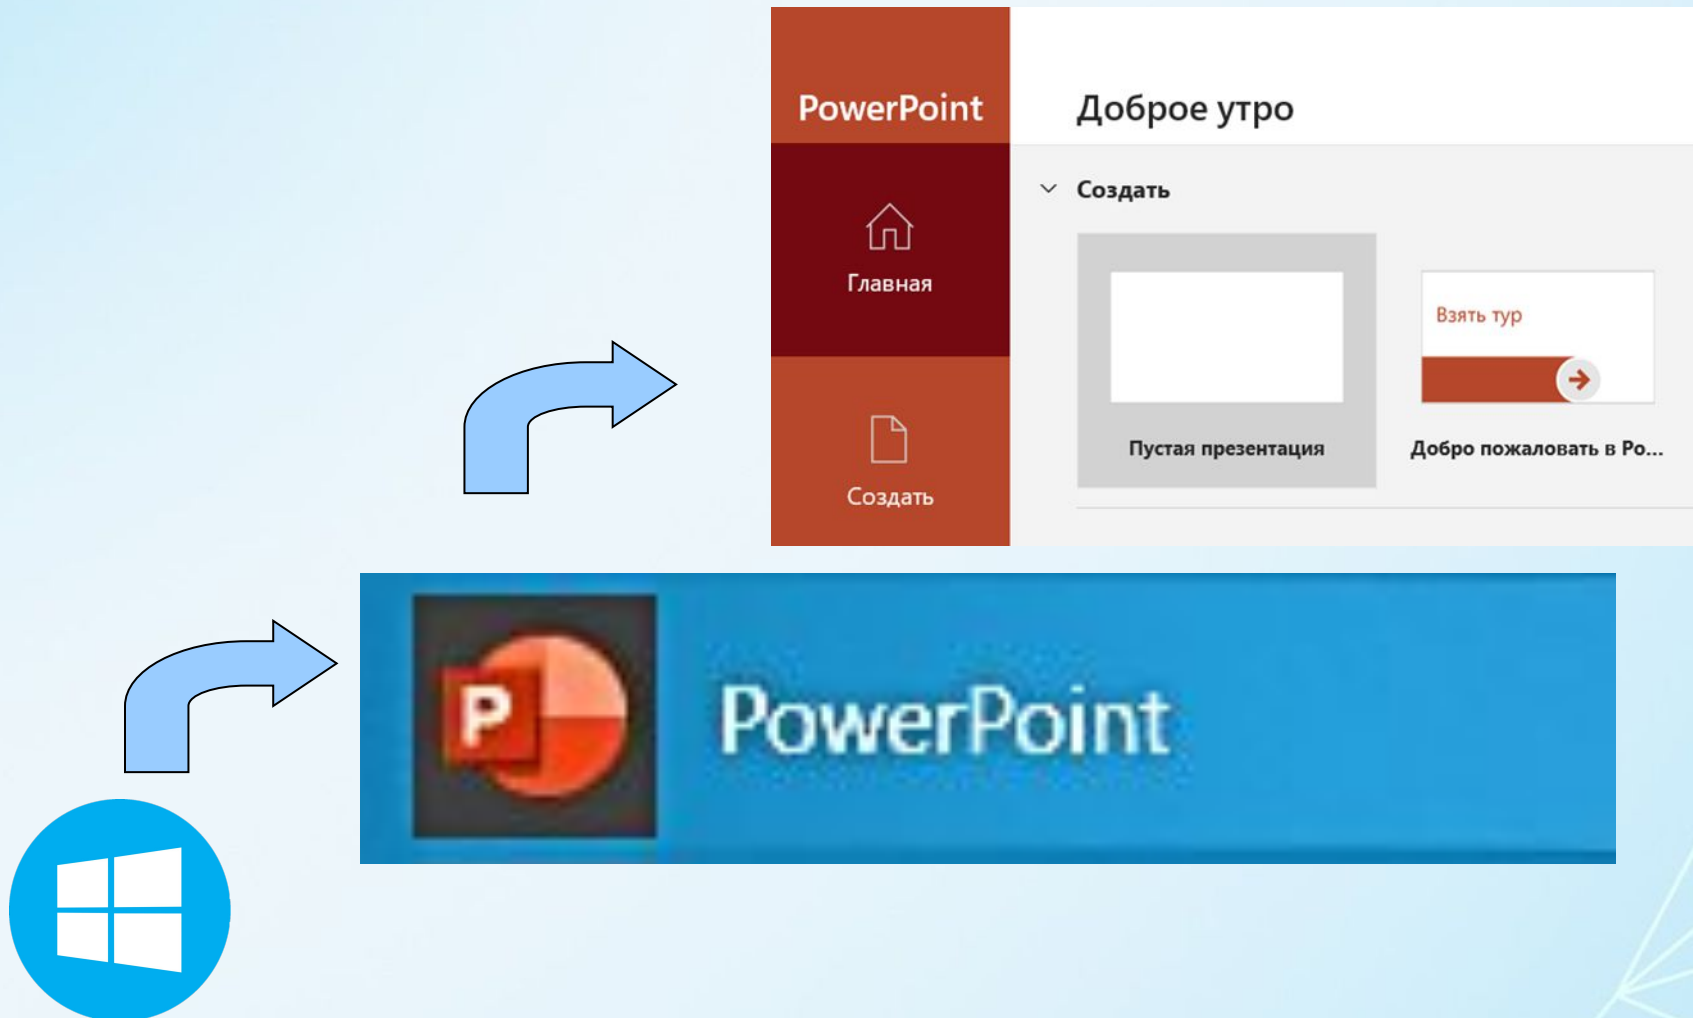 PowerPoint
Доброе утро
Создать
Главная
Взять тур
Пустая презентация
Добро пожаловать в Po...
Создать
P
PowerPoint